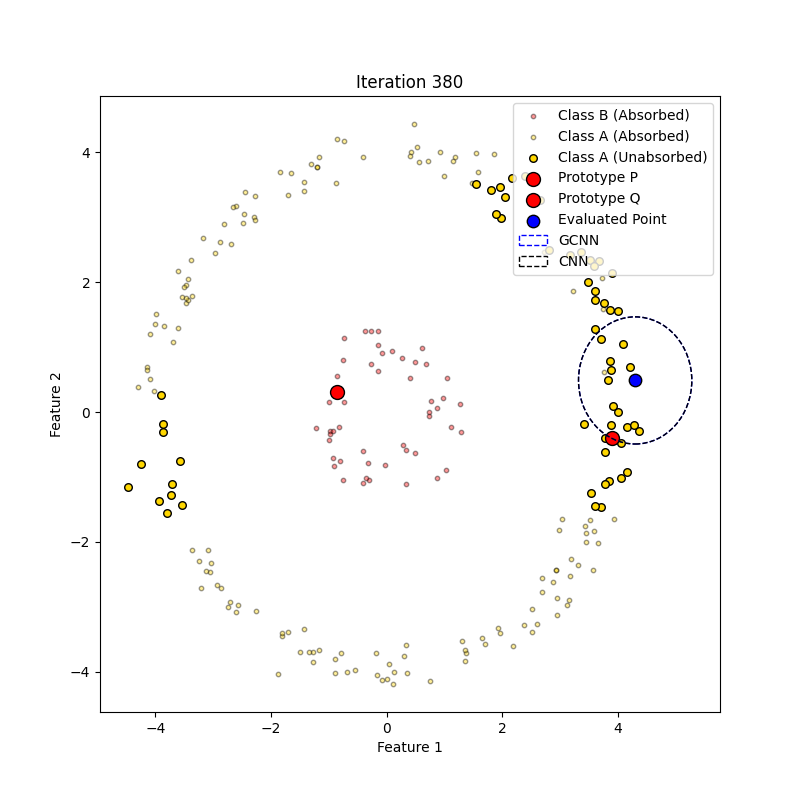 Iteration 380
Class B (Absorbed)
Class A (Absorbed)
Class A (Unabsorbed)
Prototype P
Prototype Q
Evaluated Point
GCNN
CNN
Feature 2
4
2
0
−2
−4
−4
−2
0
2
4
Feature 1